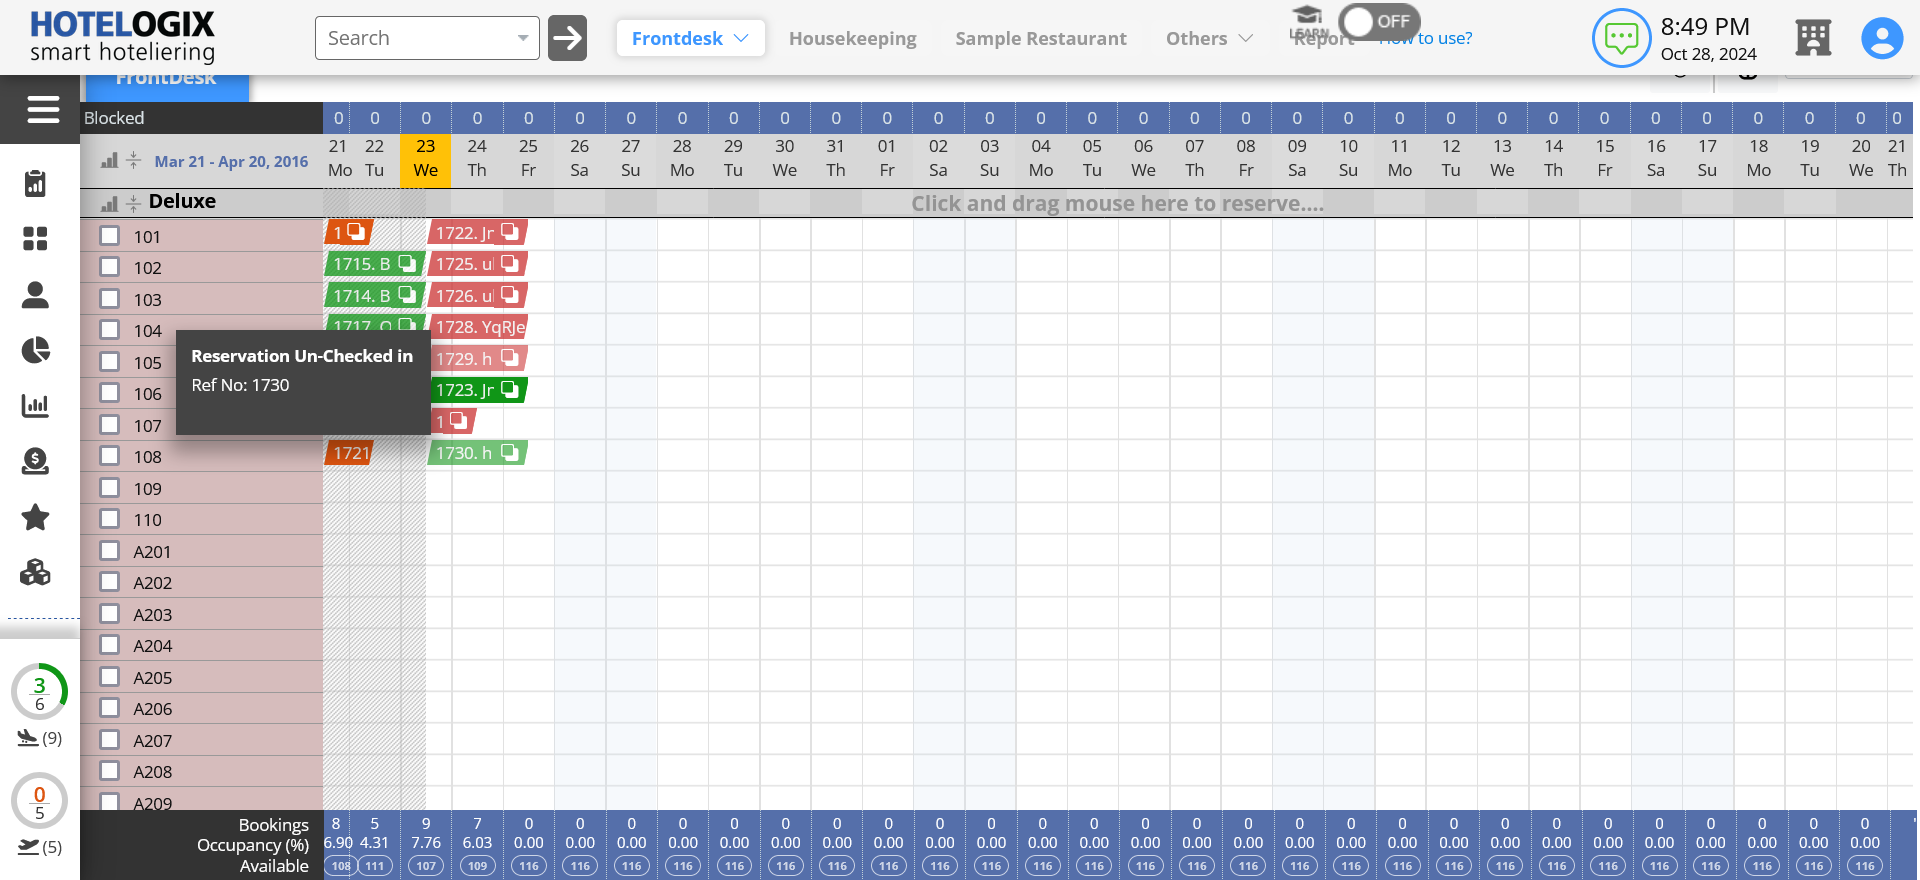 HOTELOGIX
smart hoteliering
Search
Frontdesk
Housekeeping
Sample Restaurant
Others
LEARN
Report
OFF
How to use?
8:49 PM
Oct 28, 2024
FrontDesk
Blocked 0 0 0 0 0 0 0 0 0 0 0 0 0 0 0 0 0 0 0 0 0 0 0 0 0 0 0 0 0 0 0 0
21 22 23 24 25 26 27 28 29 30 31 01 02 03 04 05 06 07 08 09 10 11 12 13 14 15 16 17 18 19 20 21
Mar 21 - Apr 20, 2016
Mo Tu We Th Fr Sa Su Mo Tu We Th Fr Sa Su Mo Tu We Th Fr Sa Su Mo Tu We Th Fr Sa Su Mo Tu We Th
Deluxe
Click and drag mouse here to reserve....
101 1 1722. Jr
102 1715. B 1725. u
103 1714. B 1726. u
104 1717. 1728. YqRJe
105 1729. h
106 1723. Jr
107 1
Reservation Un-Checked in
Ref No: 1730
108 1721 1730. h
109
110
A201
A202
A203
A204
A205
A206
A207
A208
A209
3
6
(9)
0
5
(5)
Bookings 8 5 9 7 0 0 0 0 0 0 0 0 0 0 0 0 0 0 0 0 0 0 0 0 0 0 0 0 0 0 0
Occupancy (%) 6.90 4.31 7.76 6.03 0.00 0.00 0.00 0.00 0.00 0.00 0.00 0.00 0.00 0.00 0.00 0.00 0.00 0.00 0.00 0.00 0.00 0.00 0.00 0.00 0.00 0.00 0.00 0.00 0.00 0.00 0.00
Available 108 111 107 109 116 116 116 116 116 116 116 116 116 116 116 116 116 116 116 116 116 116 116 116 116 116 116 116 116 116 116